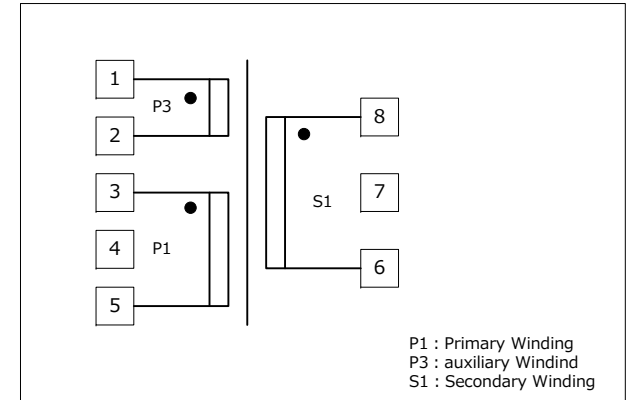 1
P3
2
8
3
S1
7
4
P1
6
5
P1 : Primary Winding
P3 : auxiliary Windind
S1 : Secondary Winding